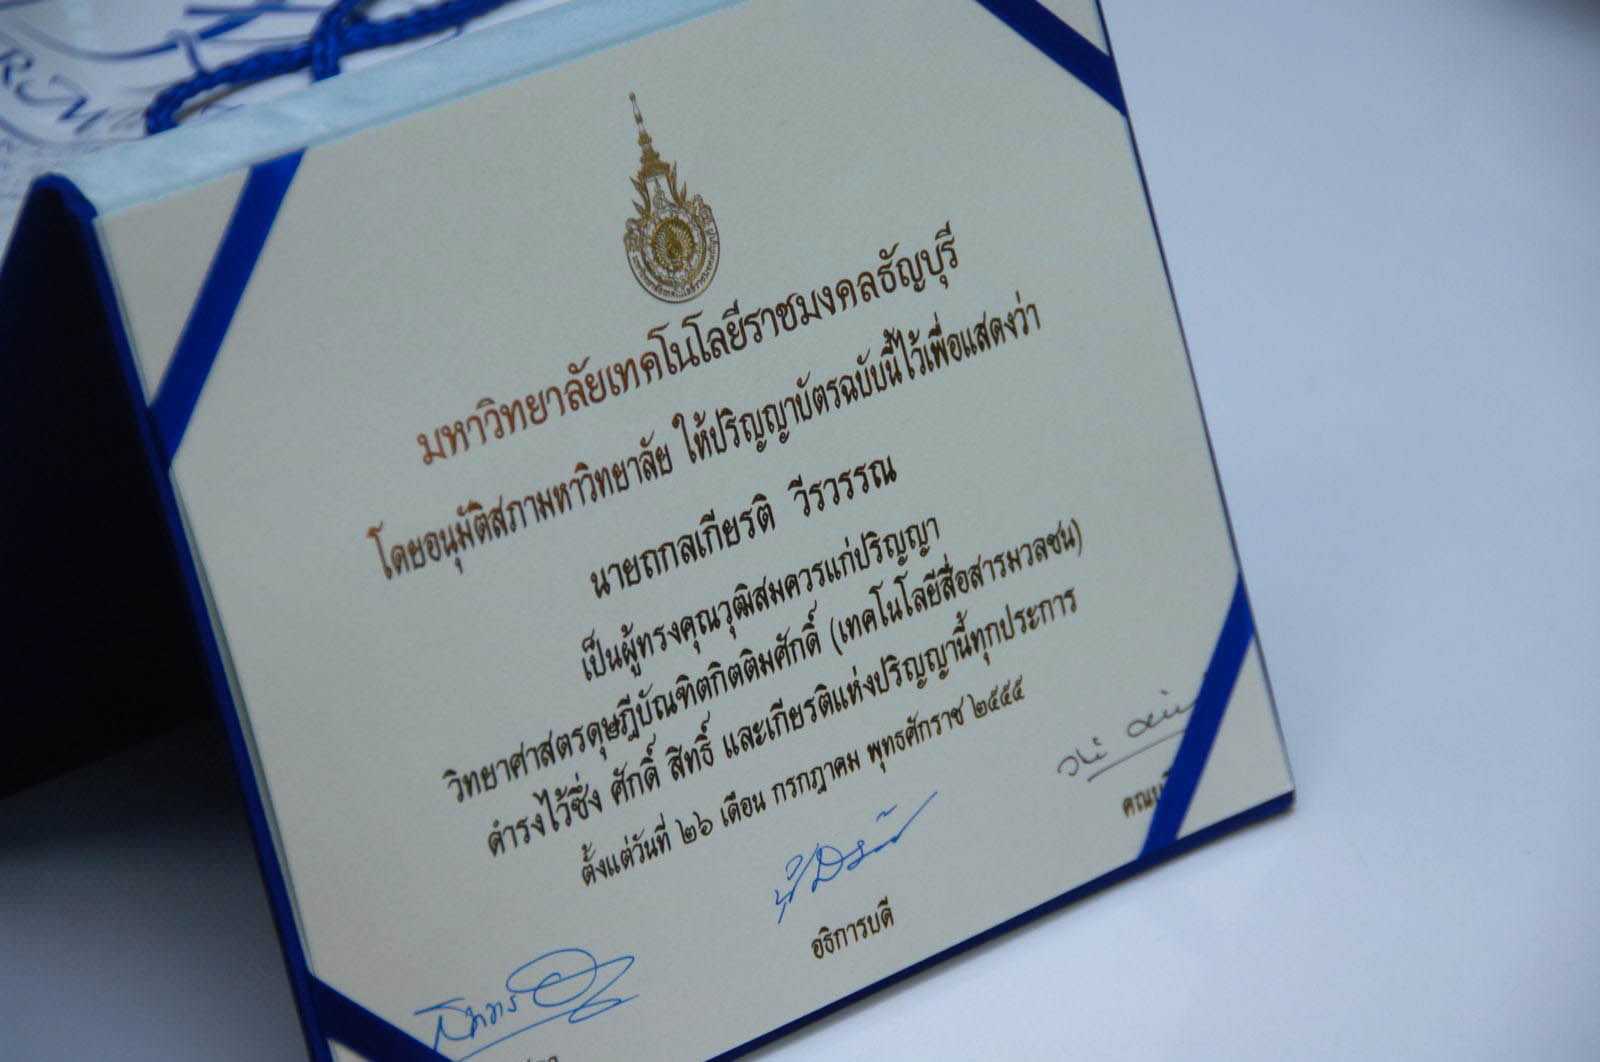 มหาวิทยาลัยเทคโนโลยีราชมงคลธัญบุรี
โดยอนุมัติสภามหาวิทยาลัย ให้ปริญญาบัตรฉบับนี้ไว้เพื่อแสดงว่า
นายถกลเกียรติ วีรวรรณ
เป็นผู้ทรงคุณวุฒิสมควรแก่ปริญญา
วิทยาศาสตรดุษฎีบัณฑิตกิตติมศักดิ์ (เทคโนโลยีสื่อสารมวลชน)
ดำรงไว้ซึ่ง ศักดิ์ สิทธิ์ และเกียรติแห่งปริญญานี้ทุกประการ
ตั้งแต่วันที่ ๒๖ เดือน กรกฎาคม พุทธศักราช ๒๕๕๕
อธิการบดี